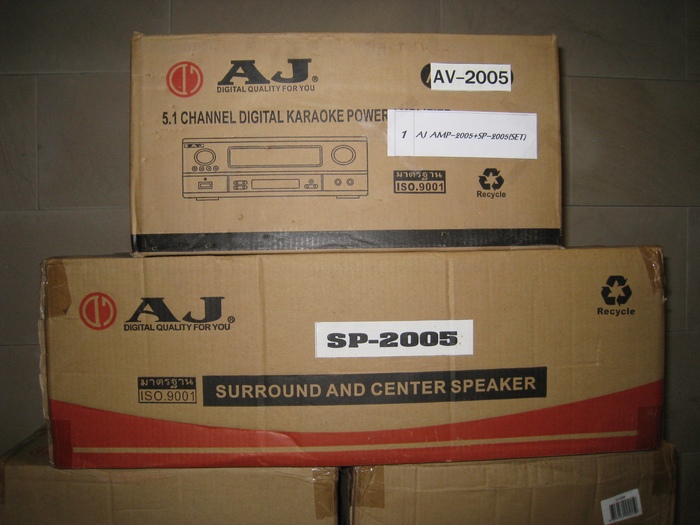 AJ®
DIGITAL QUALITY FOR YOU
AV-2005
5.1 CHANNEL DIGITAL KARAOKE POWER
1 AJ AMP-2005+SP-2005(SET)
มาตรฐาน
ISO.9001
Recycle
AJ®
DIGITAL QUALITY FOR YOU
Recycle
SP-2005
มาตรฐาน
ISO.9001
SURROUND AND CENTER SPEAKER